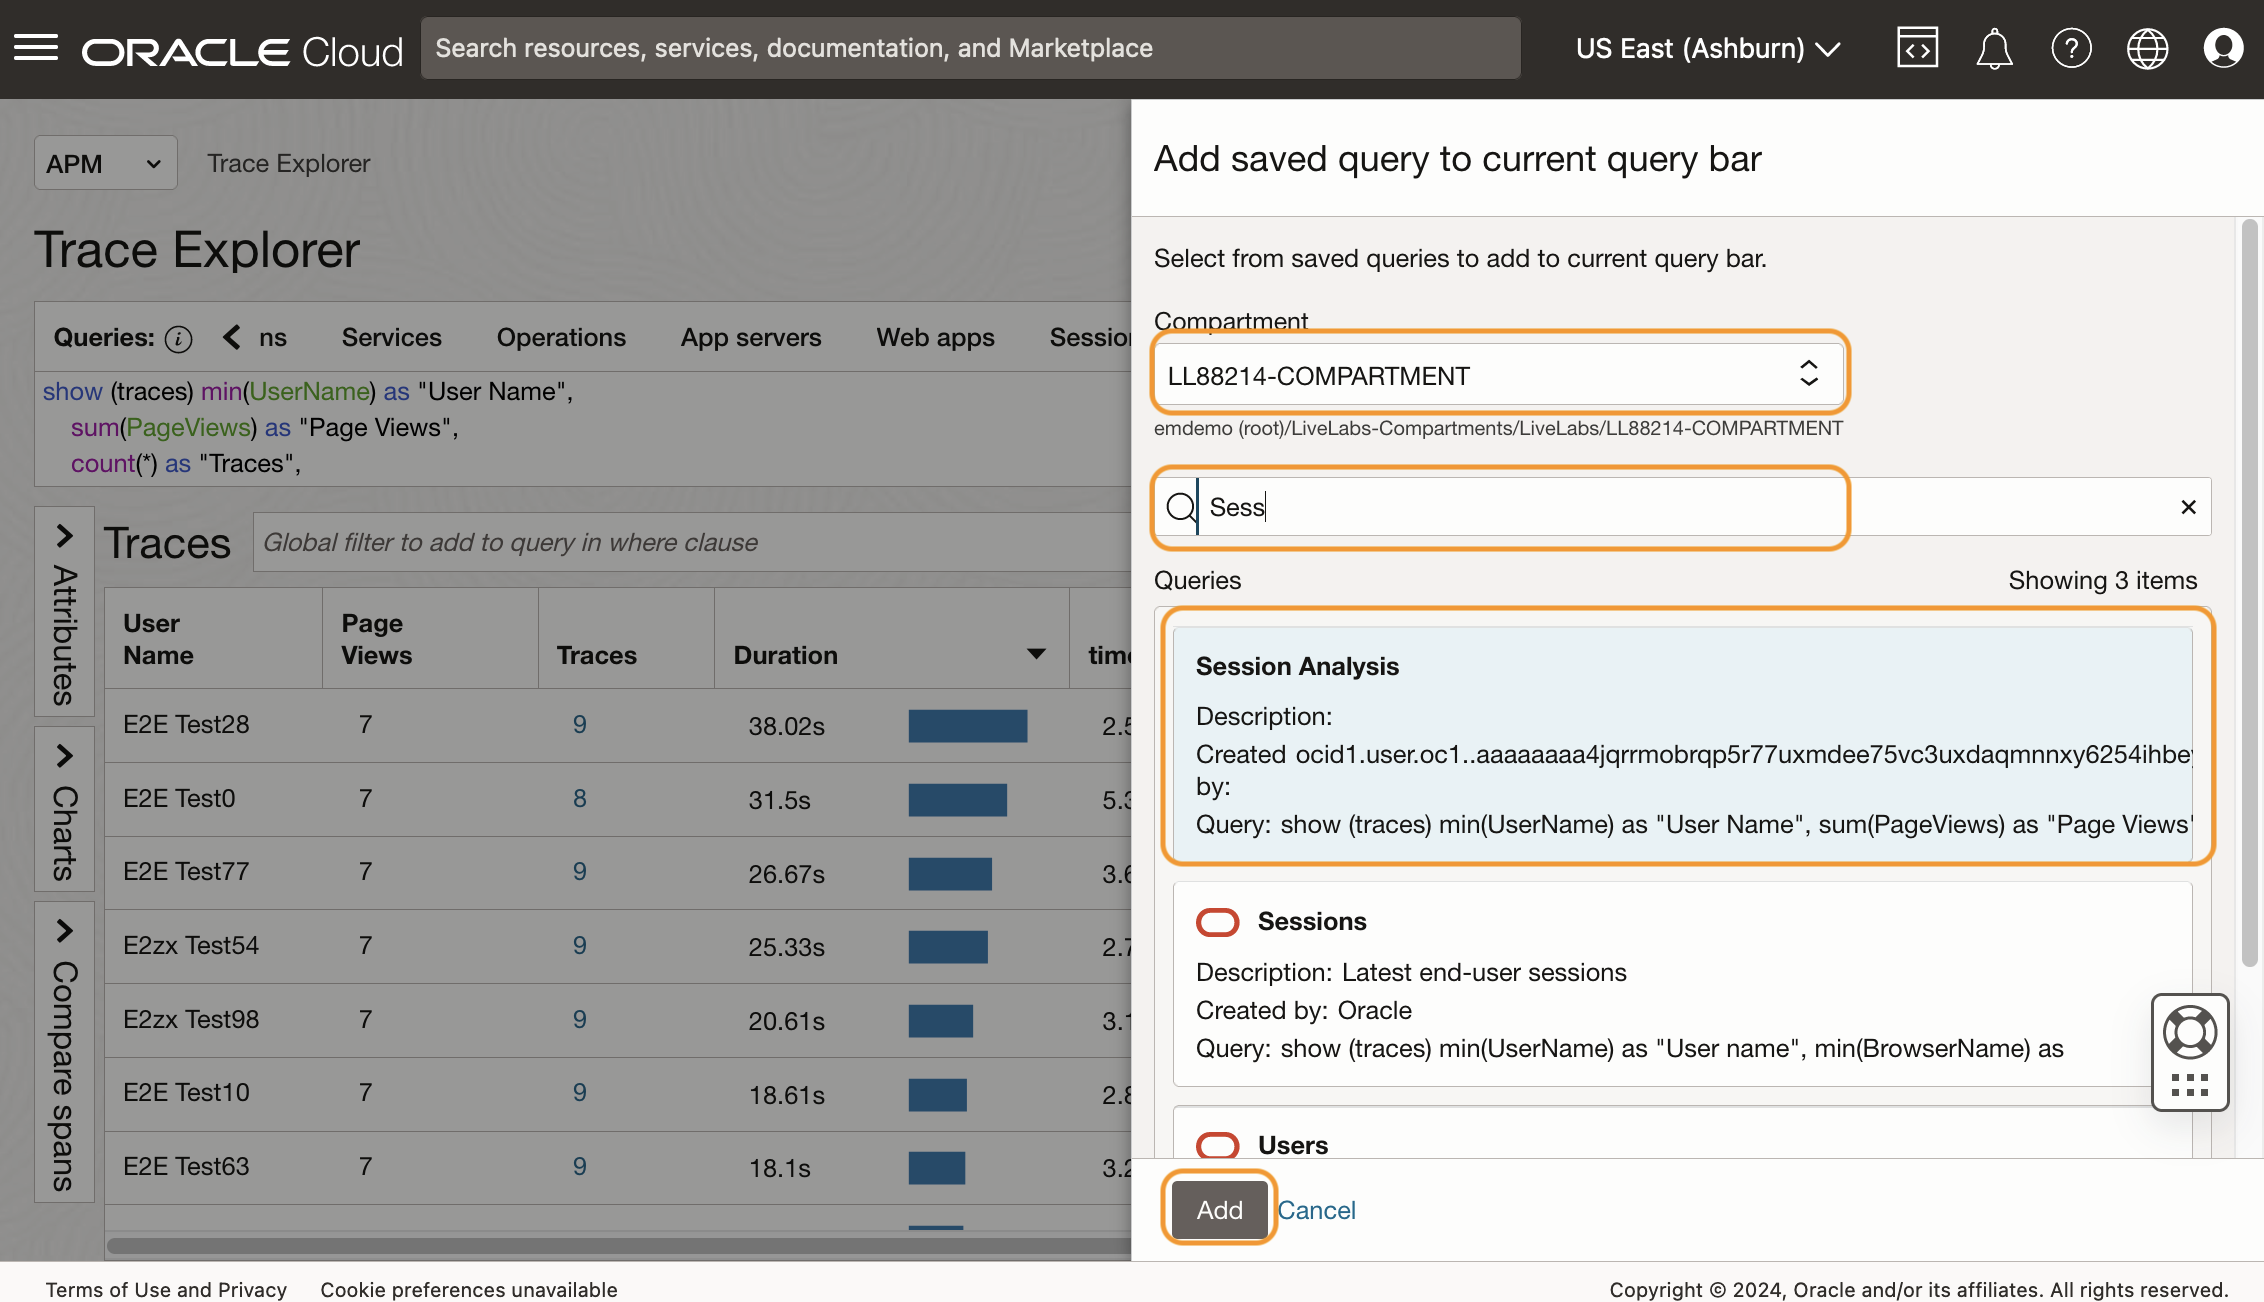 ORACLE Cloud
Search resources, services, documentation, and Marketplace
US East (Ashburn)
APM
Trace Explorer
Trace Explorer
Queries: ns Services Operations App servers Web apps Session
show (traces) min(UserName) as "User Name",
sum(PageViews) as "Page Views",
count(*) as "Traces",
Attributes
Charts
Compare spans
Traces
Global filter to add to query in where clause
User Name Page Views Traces Duration time
E2E Test28 7 9 38.02s 2.5
E2E Test0 7 8 31.5s 5.3
E2E Test77 7 9 26.67s 3.6
E2zx Test54 7 9 25.33s 2.7
E2zx Test98 7 9 20.61s 3.1
E2E Test10 7 9 18.61s 2.8
E2E Test63 7 9 18.1s 3.2
Add saved query to current query bar
Select from saved queries to add to current query bar.
Compartment
LL88214-COMPARTMENT
emdemo (root)/LiveLabs-Compartments/LiveLabs/LL88214-COMPARTMENT
Sess
Queries Showing 3 items
Session Analysis
Description:
Created by: ocid1.user.oc1..aaaaaaaa4jqrrmobrqp5r77uxmdee75vc3uxdaqmnnxy6254ihbey
Query: show (traces) min(UserName) as "User Name", sum(PageViews) as "Page Views"
Sessions
Description: Latest end-user sessions
Created by: Oracle
Query: show (traces) min(UserName) as "User name", min(BrowserName) as
Users
Add Cancel
Terms of Use and Privacy Cookie preferences unavailable
Copyright © 2024, Oracle and/or its affiliates. All rights reserved.